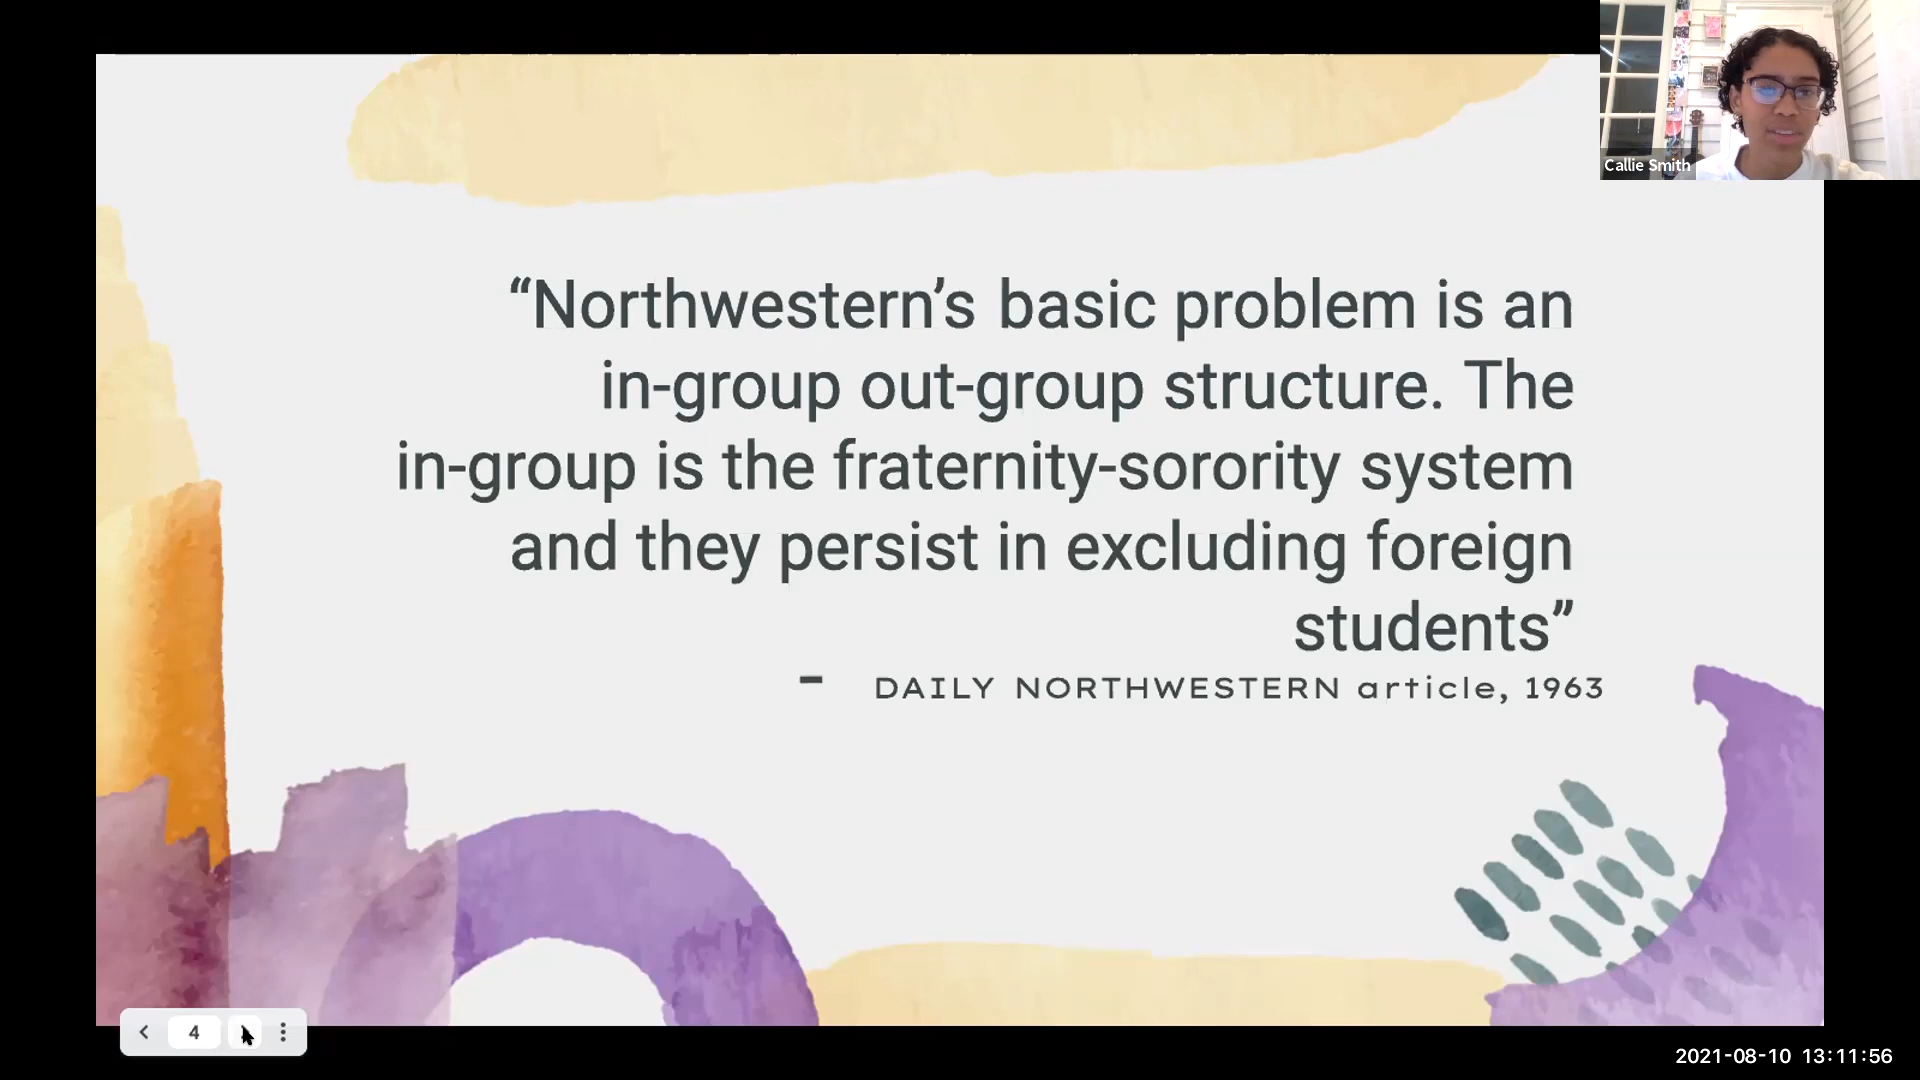 Callie Smith
“Northwestern’s basic problem is an
in-group out-group structure. The
in-group is the fraternity-sorority system
and they persist in excluding foreign
students”
- DAILY NORTHWESTERN article, 1963
4
2021-08-10 13:11:56